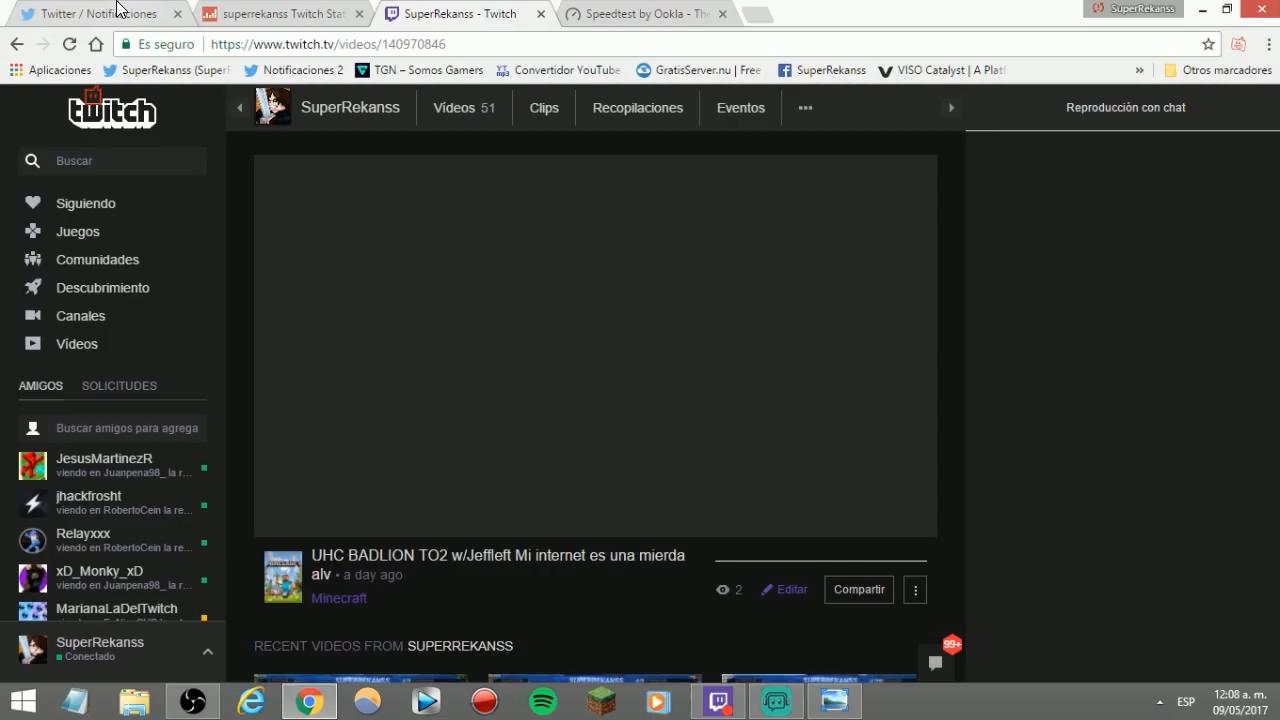 Twitter / Notificaciones
superrekanss Twitch Stat
SuperRekanss - Twitch
Speedtest by Ookla - The
SuperRekanss
Es seguro
https://www.twitch.tv/videos/140970846
Aplicaciones
SuperRekanss (SuperF
Notificaciones 2
TGN – Somos Gamers
Convertidor YouTube
GratisServer.nu | Free
SuperRekanss
VISO Catalyst | A Platf
»
Otros marcadores
twitch
SuperRekanss
Vídeos 51
Clips
Recopilaciones
Eventos
Reproducción con chat
Buscar
Siguiendo
Juegos
Comunidades
Descubrimiento
Canales
Vídeos
AMIGOS SOLICITUDES
Buscar amigos para agrega
JesusMartinezR
viendo en Juanpena98_ la r...
jhackfrosht
viendo en RobertoCein la re...
Relayxxx
viendo en RobertoCein la re...
xD_Monky_xD
viendo en Juanpena98_ la r...
MarianaLaDelTwitch
SuperRekanss
Conectado
UHC BADLION TO2 w/Jeffleft Mi internet es una mierda
alv • a day ago
Minecraft
2
Editar
Compartir
RECENT VIDEOS FROM SUPERREKANSS
99+
ESP
12:08 a. m.
09/05/2017